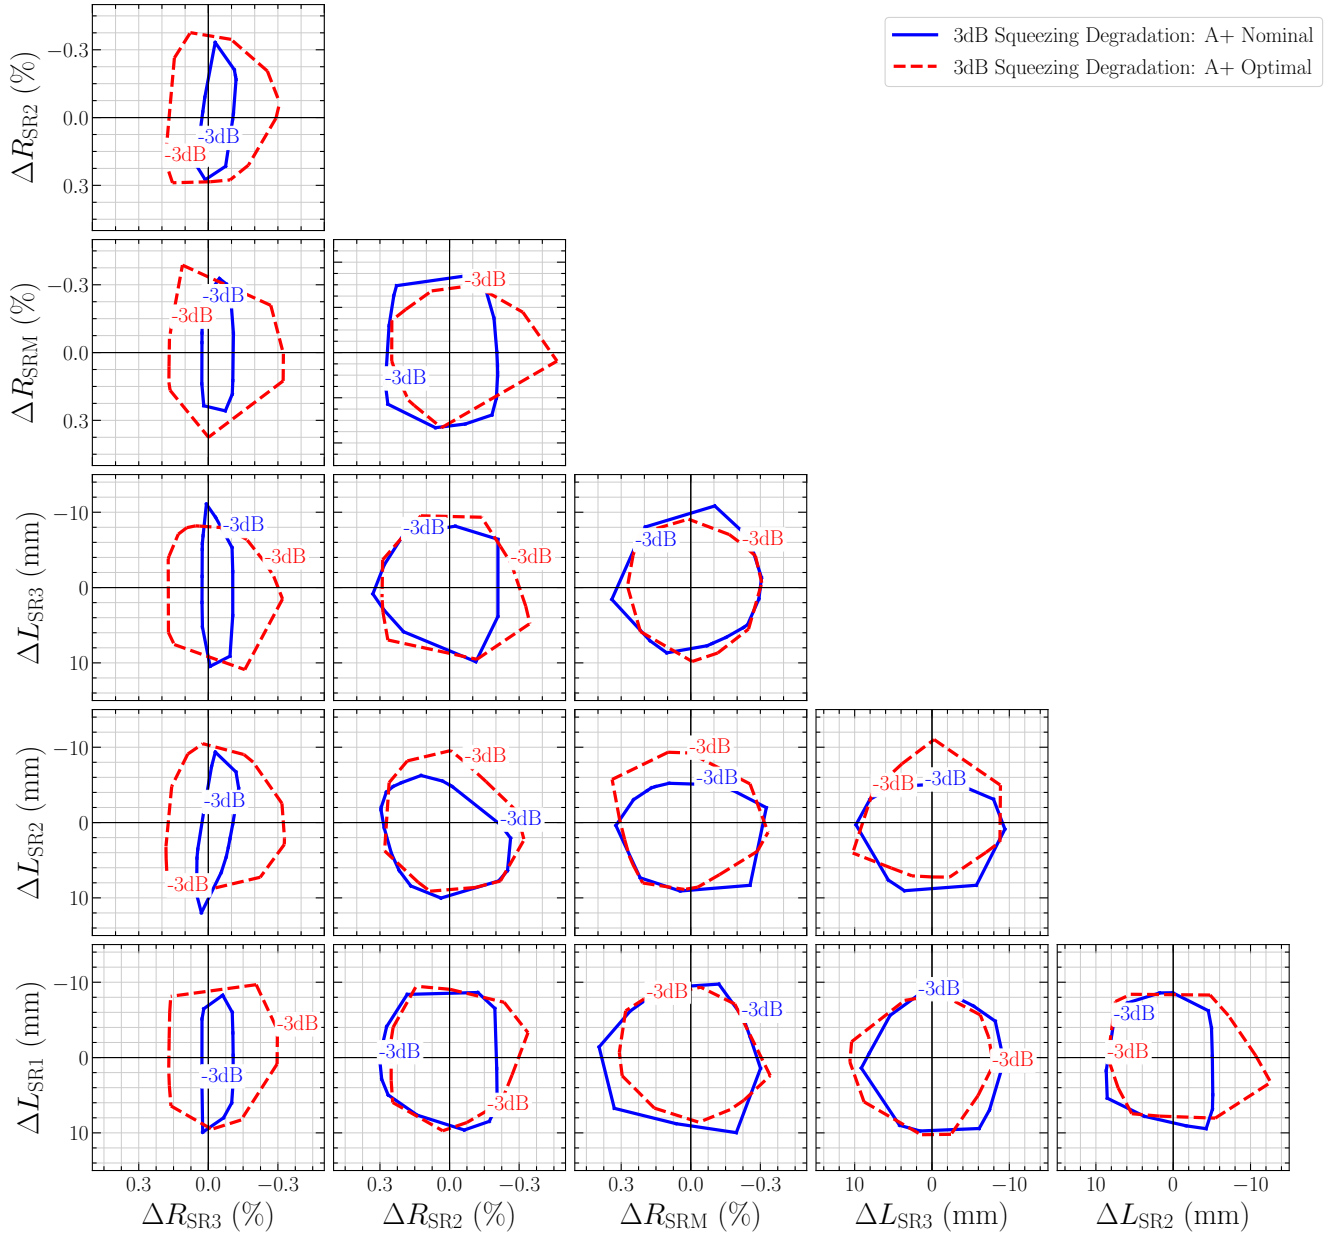 3dB Squeezing Degradation: A+ Nominal
3dB Squeezing Degradation: A+ Optimal
ΔR_SR2 (%)
−0.3
0.0
0.3
-3dB
-3dB
ΔR_SRM (%)
−0.3
0.0
0.3
-3dB
-3dB
-3dB
-3dB
ΔL_SR3 (mm)
−10
0
10
-3dB
-3dB
-3dB
-3dB
-3dB
-3dB
ΔL_SR2 (mm)
−10
0
10
-3dB
-3dB
-3dB
-3dB
-3dB
-3dB
-3dB
-3dB
ΔL_SR1 (mm)
−10
0
10
-3dB
-3dB
-3dB
-3dB
-3dB
-3dB
-3dB
-3dB
-3dB
-3dB
0.3 0.0 −0.3 0.3 0.0 −0.3 0.3 0.0 −0.3 10 0 −10 10 0 −10
ΔR_SR3 (%) ΔR_SR2 (%) ΔR_SRM (%) ΔL_SR3 (mm) ΔL_SR2 (mm)